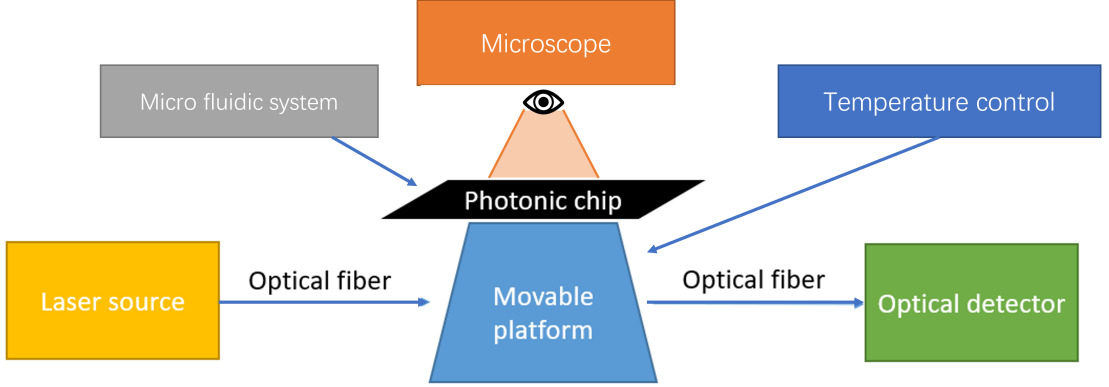 Microscope
Micro fluidic system
Temperature control
Photonic chip
Laser source
Optical fiber
Movable
platform
Optical fiber
Optical detector